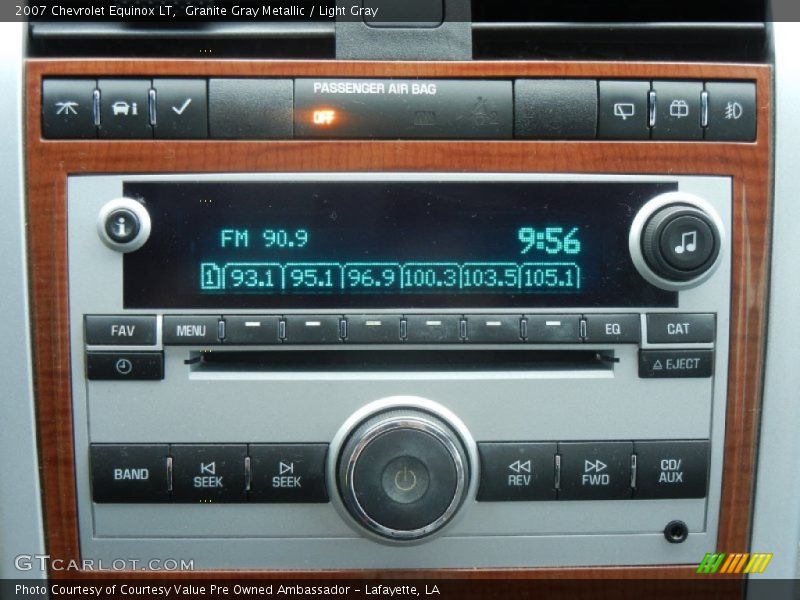 2007 Chevrolet Equinox LT,  Granite Gray Metallic / Light Gray
PASSENGER AIR BAG
OFF
i
FM 90.9
9:56
1 93.1 95.1 96.9 100.3 103.5 105.1
FAV MENU EQ CAT
EJECT
BAND SEEK SEEK REV FWD CD/
AUX
GTCARLOT.COM
Photo Courtesy of Courtesy Value Pre Owned Ambassador - Lafayette, LA